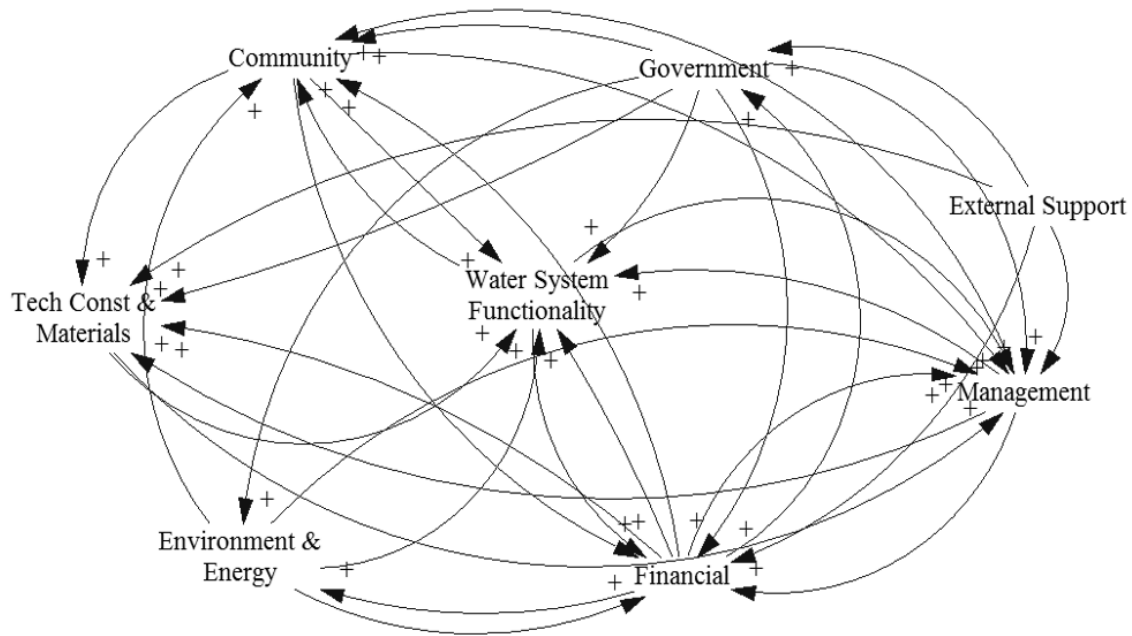 Community
Government
External Support
Water System
Functionality
Tech Const &
Materials
Management
Environment &
Energy
Financial